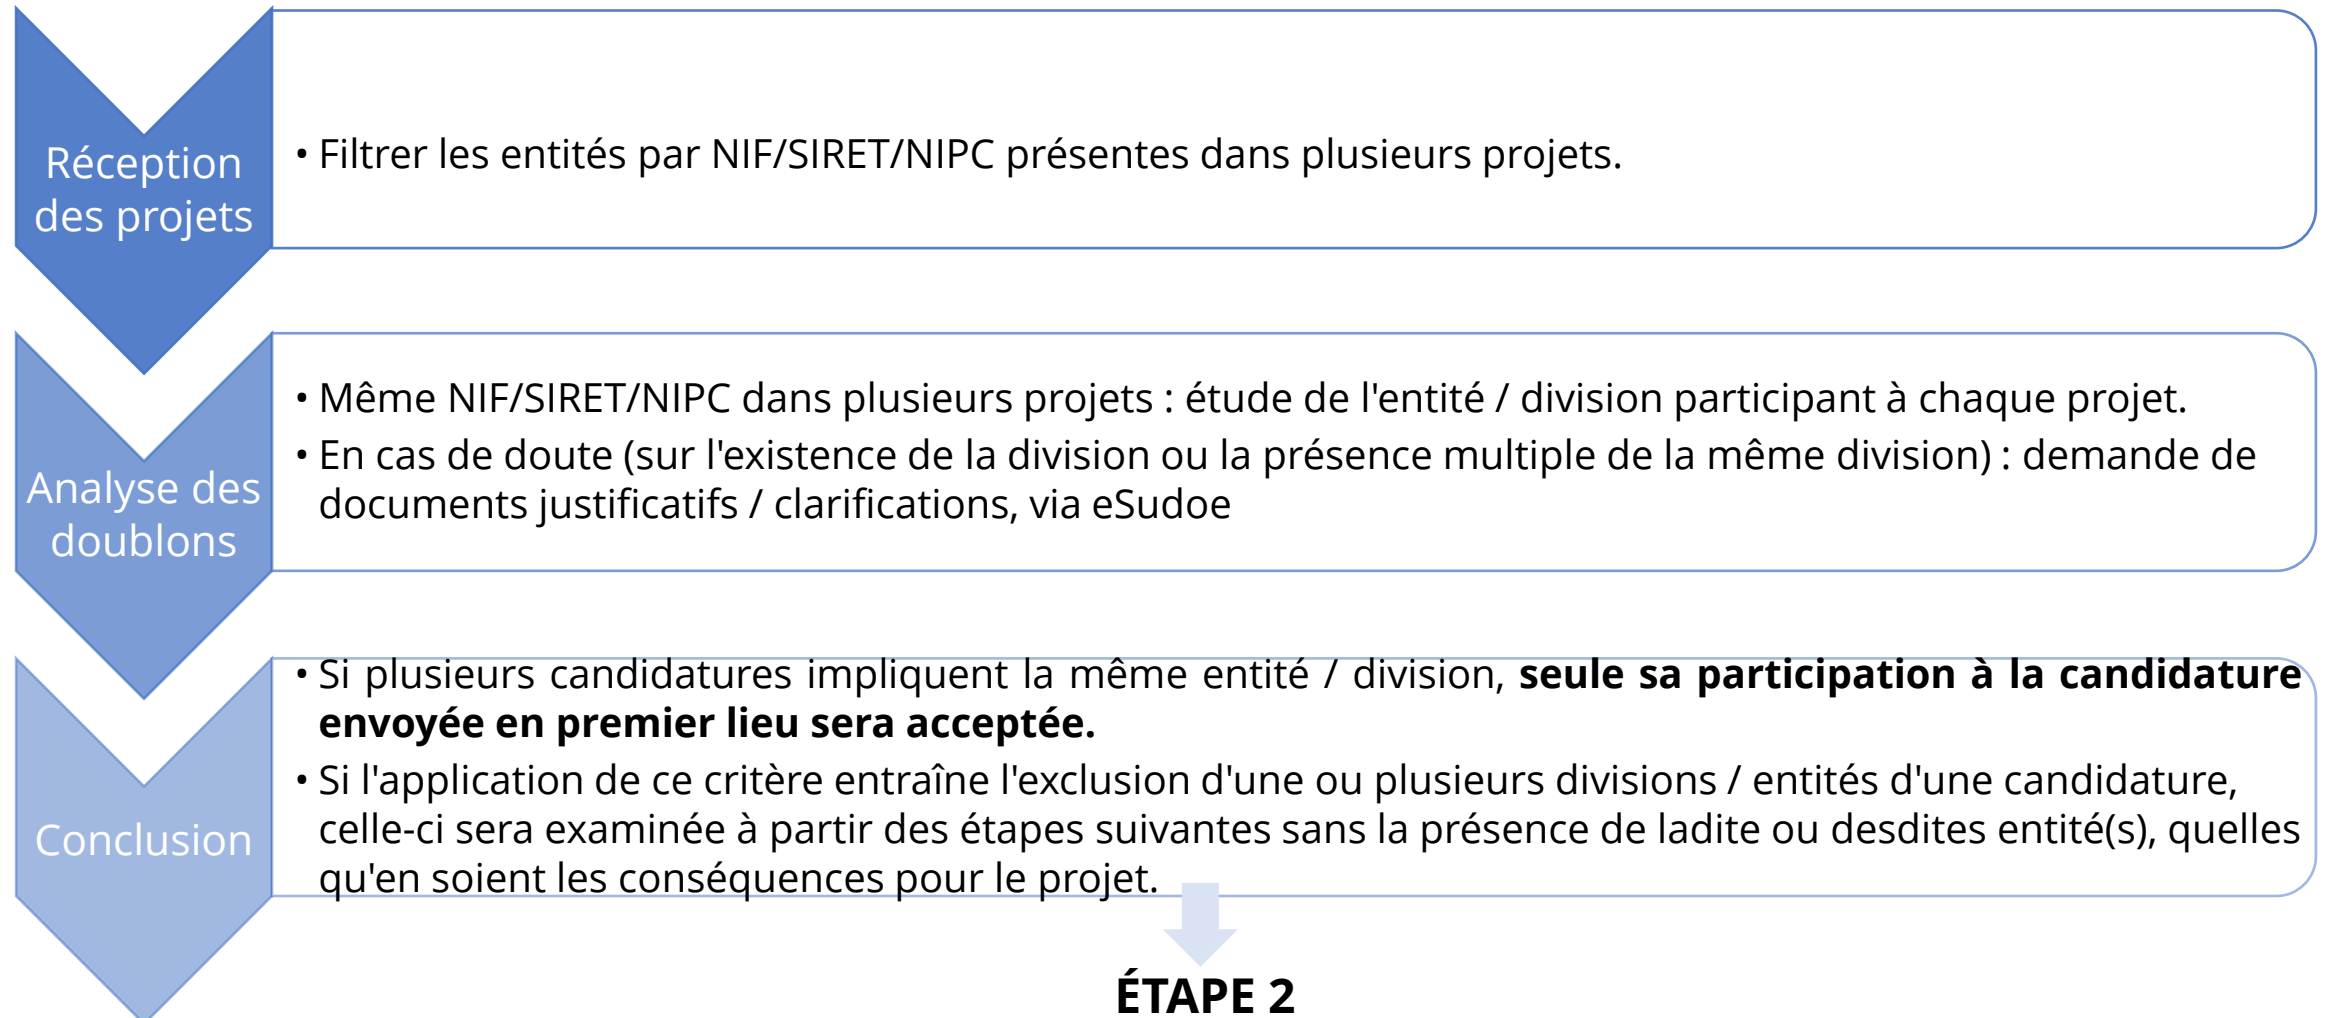 Réception
des projets
• Filtrer les entités par NIF/SIRET/NIPC présentes dans plusieurs projets.
Analyse des
doublons
• Même NIF/SIRET/NIPC dans plusieurs projets : étude de l'entité / division participant à chaque projet.
• En cas de doute (sur l'existence de la division ou la présence multiple de la même division) : demande de
documents justificatifs / clarifications, via eSudoe
Conclusion
• Si plusieurs candidatures impliquent la même entité / division, seule sa participation à la candidature
envoyée en premier lieu sera acceptée.
• Si l'application de ce critère entraîne l'exclusion d'une ou plusieurs divisions / entités d'une candidature,
celle-ci sera examinée à partir des étapes suivantes sans la présence de ladite ou desdites entité(s), quelles
qu'en soient les conséquences pour le projet.
ÉTAPE 2